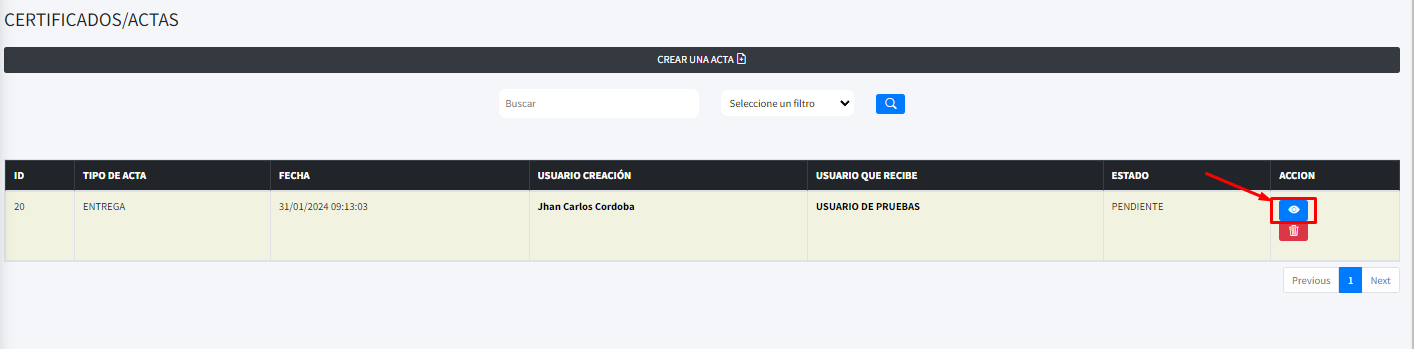 CERTIFICADOS/ACTAS
CREAR UNA ACTA
Buscar
Seleccione un filtro
ID TIPO DE ACTA FECHA USUARIO CREACIÓN USUARIO QUE RECIBE ESTADO ACCION
20 ENTREGA 31/01/2024 09:13:03 Jhan Carlos Cordoba USUARIO DE PRUEBAS PENDIENTE
Previous 1 Next